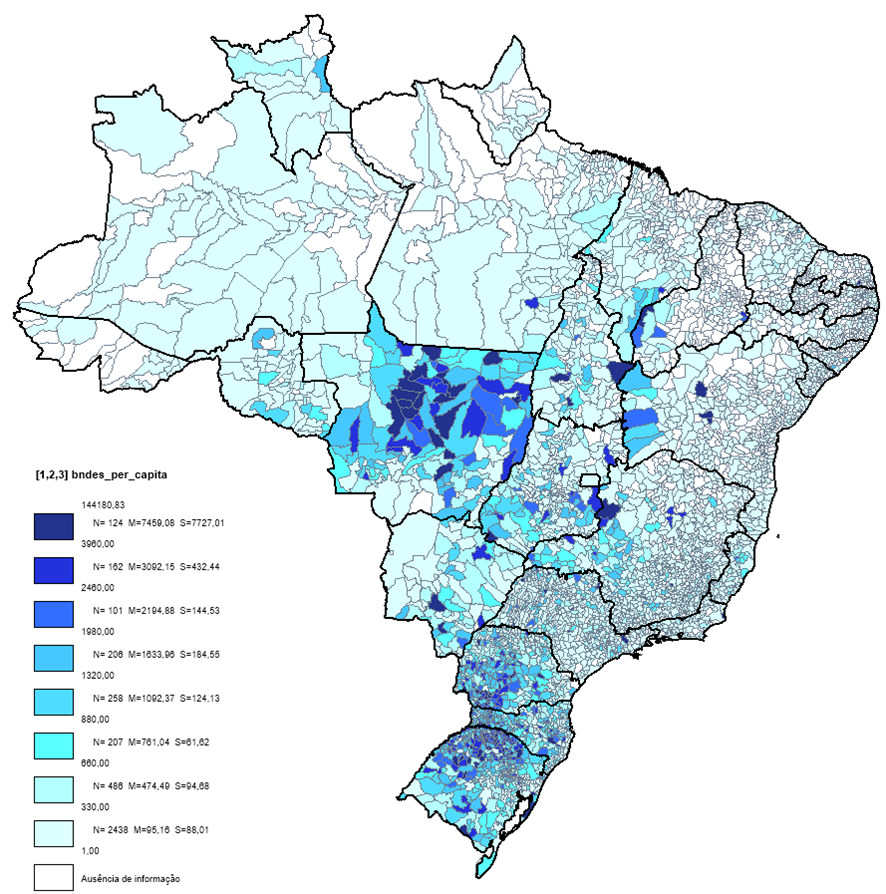 [1,2,3] bndes_per_capita
144180,83
N= 124 M=7459,08 S=7727,01
3960,00
N= 162 M=3092,15 S=432,44
2460,00
N= 101 M=2194,88 S=144,53
1980,00
N= 206 M=1633,96 S=184,55
1320,00
N= 258 M=1092,37 S=124,13
880,00
N= 207 M=761,04 S=61,62
660,00
N= 486 M=474,49 S=94,68
330,00
N= 2438 M=95,16 S=88,01
1,00
Ausência de informação